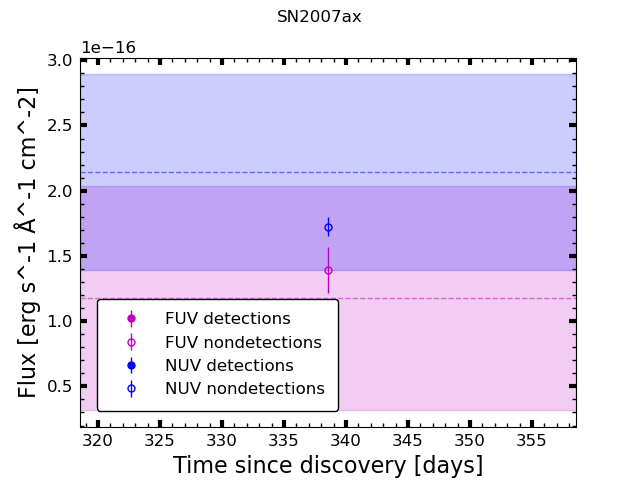 SN2007ax
1e−16
3.0
2.5
2.0
1.5
1.0
0.5
Flux [erg s^-1 Å^-1 cm^-2]
FUV detections
FUV nondetections
NUV detections
NUV nondetections
320 325 330 335 340 345 350 355
Time since discovery [days]